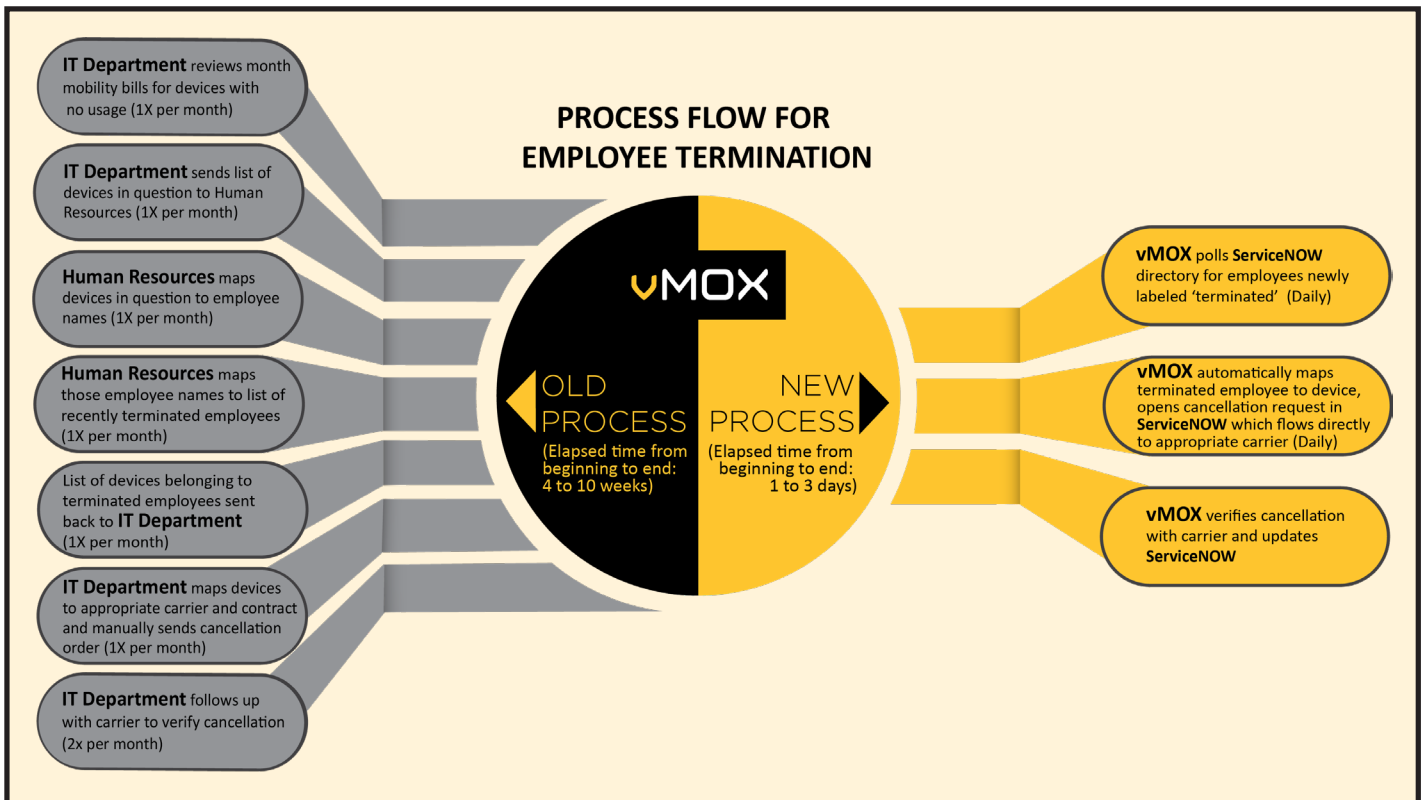 PROCESS FLOW FOR
EMPLOYEE TERMINATION
IT Department reviews month
mobility bills for devices with
no usage (1X per month)
IT Department sends list of
devices in question to Human
Resources (1X per month)
Human Resources maps
devices in question to employee
names (1X per month)
Human Resources maps
those employee names to list of
recently terminated employees
(1X per month)
List of devices belonging to
terminated employees sent
back to IT Department
(1X per month)
IT Department maps devices
to appropriate carrier and contract
and manually sends cancellation
order (1X per month)
IT Department follows up
with carrier to verify cancellation
(2x per month)
vMOX
OLD
PROCESS
(Elapsed time from
beginning to end:
4 to 10 weeks)
NEW
PROCESS
(Elapsed time from
beginning to end:
1 to 3 days)
vMOX polls ServiceNOW
directory for employees newly
labeled ‘terminated’ (Daily)
vMOX automatically maps
terminated employee to device,
opens cancellation request in
ServiceNOW which flows directly
to appropriate carrier (Daily)
vMOX verifies cancellation
with carrier and updates
ServiceNOW